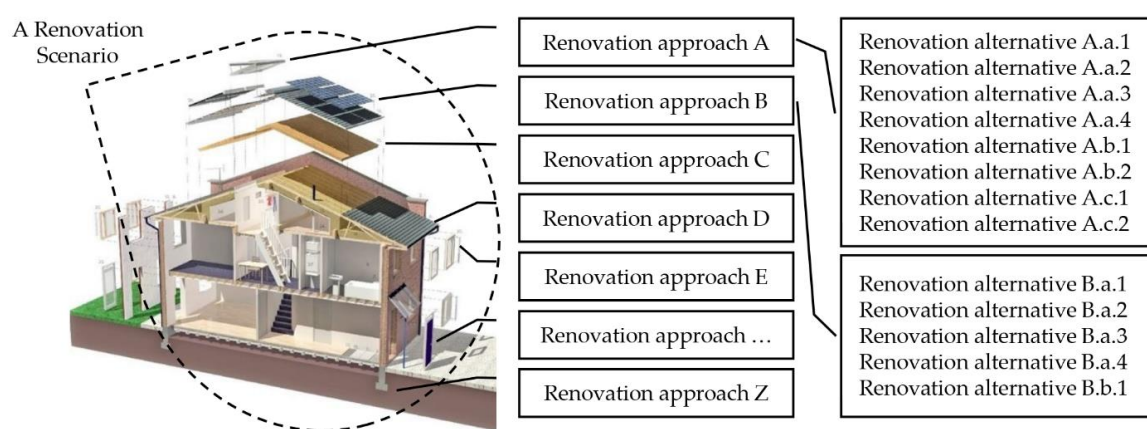 A Renovation
Scenario
Renovation approach A
Renovation approach B
Renovation approach C
Renovation approach D
Renovation approach E
Renovation approach …
Renovation approach Z
Renovation alternative A.a.1
Renovation alternative A.a.2
Renovation alternative A.a.3
Renovation alternative A.a.4
Renovation alternative A.b.1
Renovation alternative A.b.2
Renovation alternative A.c.1
Renovation alternative A.c.2
Renovation alternative B.a.1
Renovation alternative B.a.2
Renovation alternative B.a.3
Renovation alternative B.a.4
Renovation alternative B.b.1